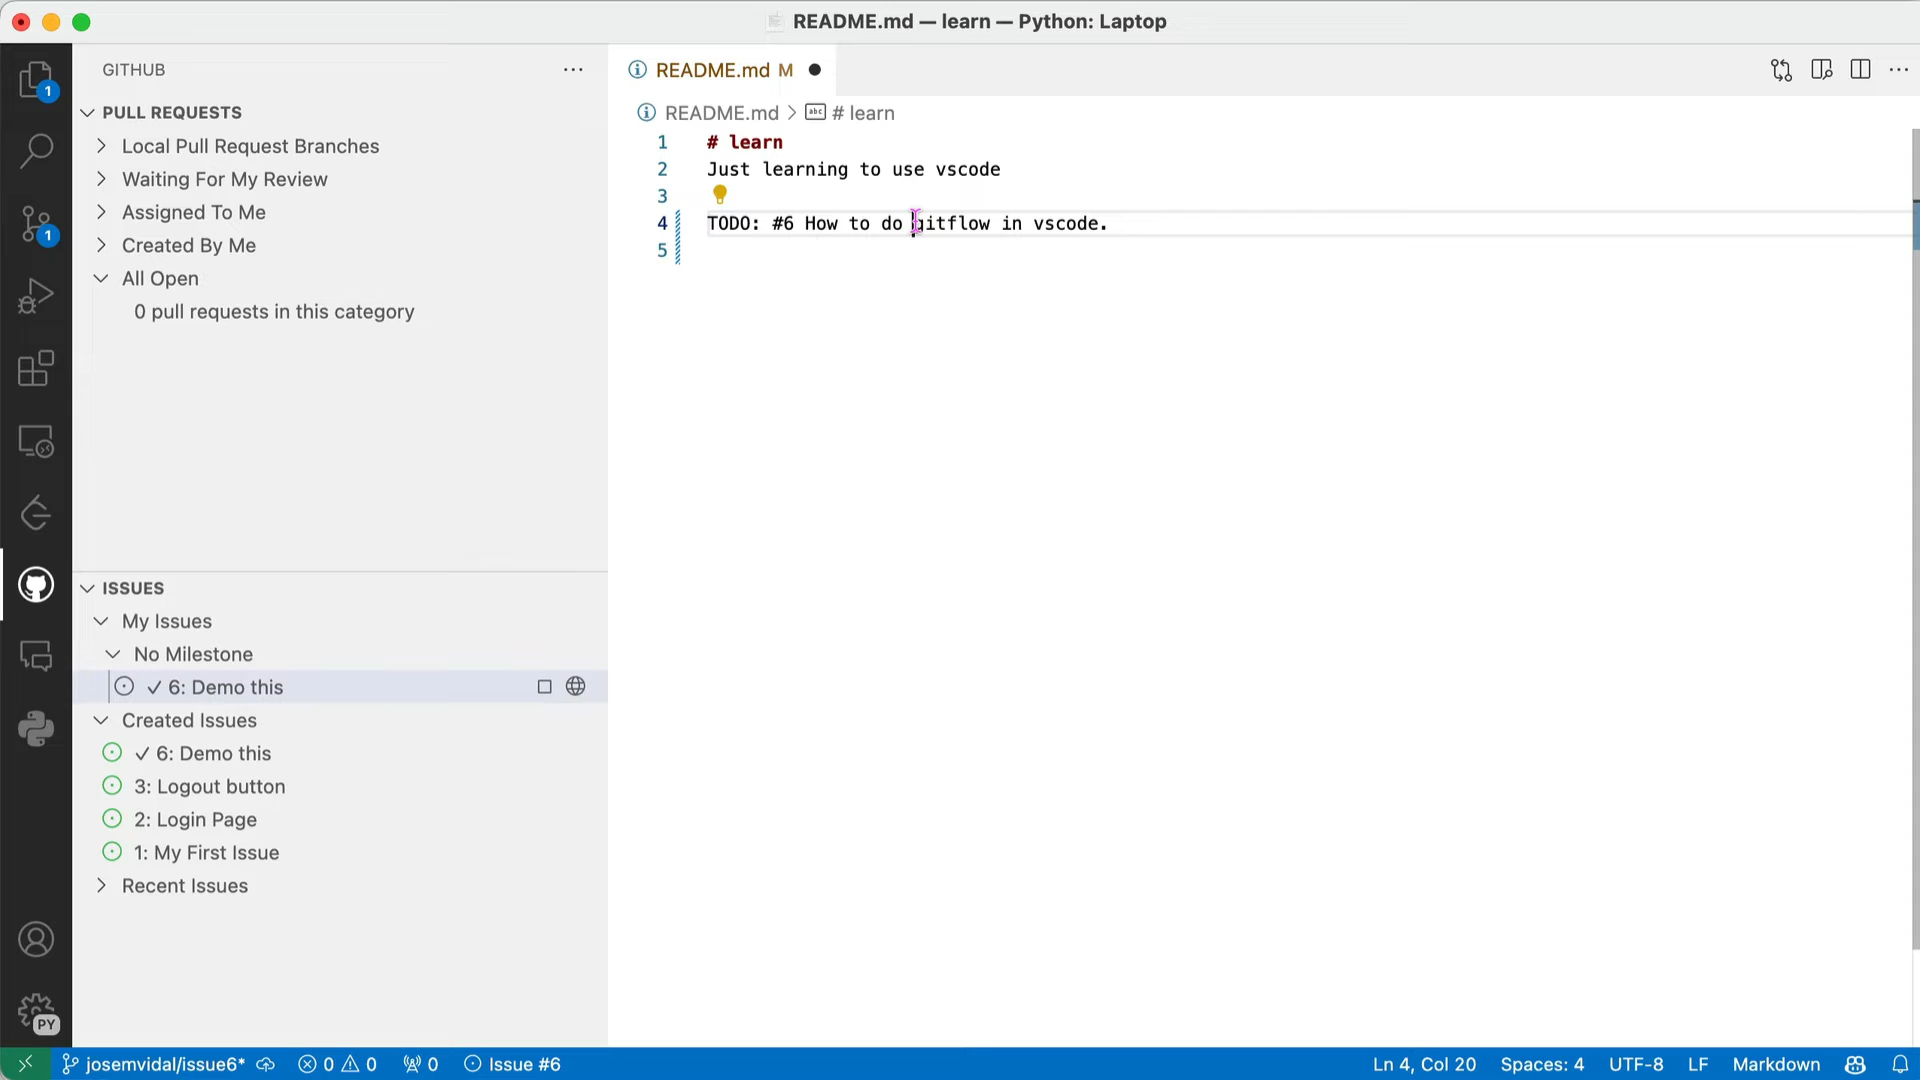 README.md — learn — Python: Laptop
GITHUB
README.md M
1
PULL REQUESTS
README.md > # learn
Local Pull Request Branches
1 # learn
Waiting For My Review
2 Just learning to use vscode
3
Assigned To Me
4 TODO: #6 How to do gitflow in vscode.
1
Created By Me
5
All Open
0 pull requests in this category
ISSUES
My Issues
No Milestone
✓ 6: Demo this
Created Issues
✓ 6: Demo this
3: Logout button
2: Login Page
1: My First Issue
Recent Issues
PY
josemvidal/issue6* 0 0 0 Issue #6 Ln 4, Col 20 Spaces: 4 UTF-8 LF Markdown